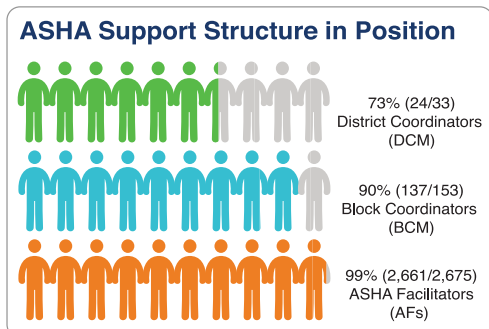 ASHA Support Structure in Position
73% (24/33)
District Coordinators
(DCM)
90% (137/153)
Block Coordinators
(BCM)
99% (2,661/2,675)
ASHA Facilitators
(AFs)